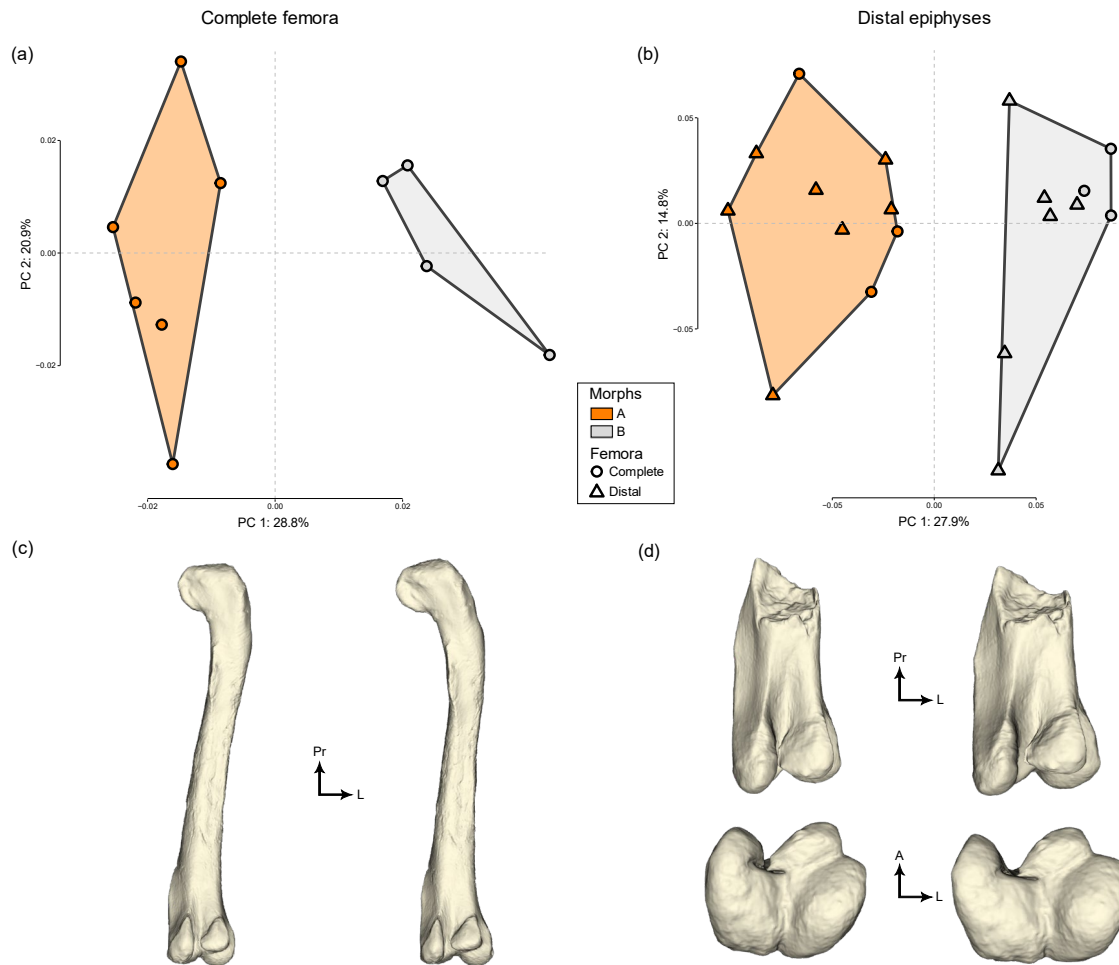 Complete femora
Distal epiphyses
(a)
0.02
0.00
−0.02
PC 2: 20.9%
−0.02
0.00
0.02
PC 1: 28.8%
(b)
0.05
0.00
−0.05
PC 2: 14.8%
−0.05
−0.00
0.05
PC 1: 27.9%
Morphs
A
B
Femora
Complete
Distal
(c)
Pr
L
(d)
Pr
L
A
L